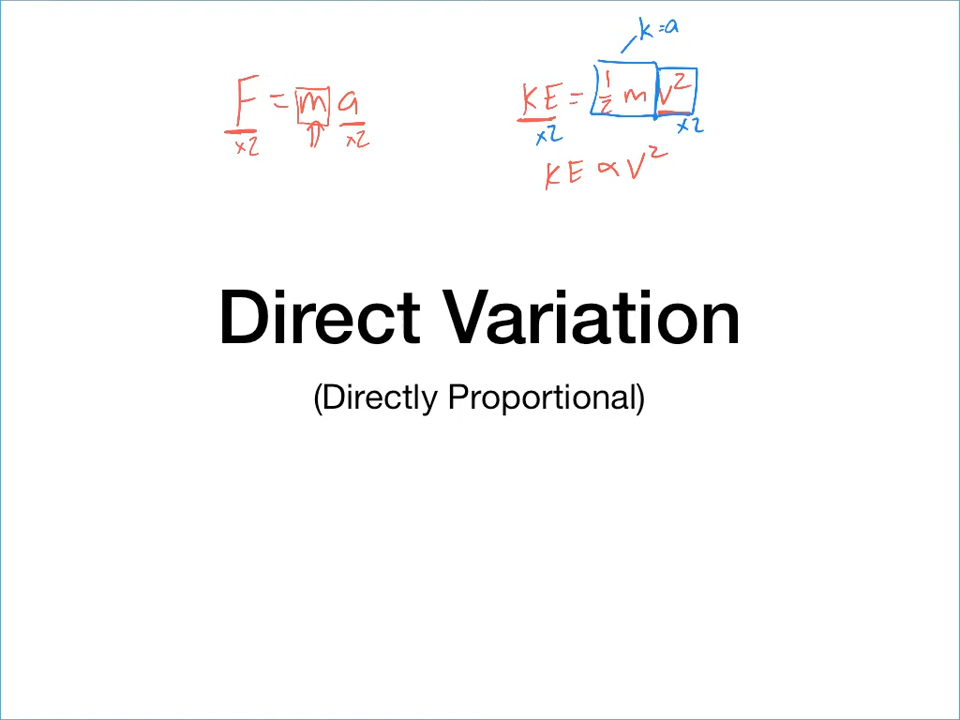 k=a
F = m a
x2 x2
KE = 1/2 m v²
x2 x2
KE ∝ v²
Direct Variation
(Directly Proportional)